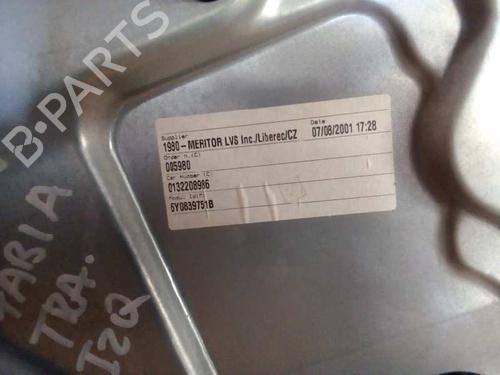 B-PARTS
Supplier
Date
1980-MERITOR LVS Inc./Liberec/CZ
07/08/2001 17:28
Order N.(C)
005980
Car Number (C)
0132208986
6Y0839751B
FABIA
TRA.
IZQ